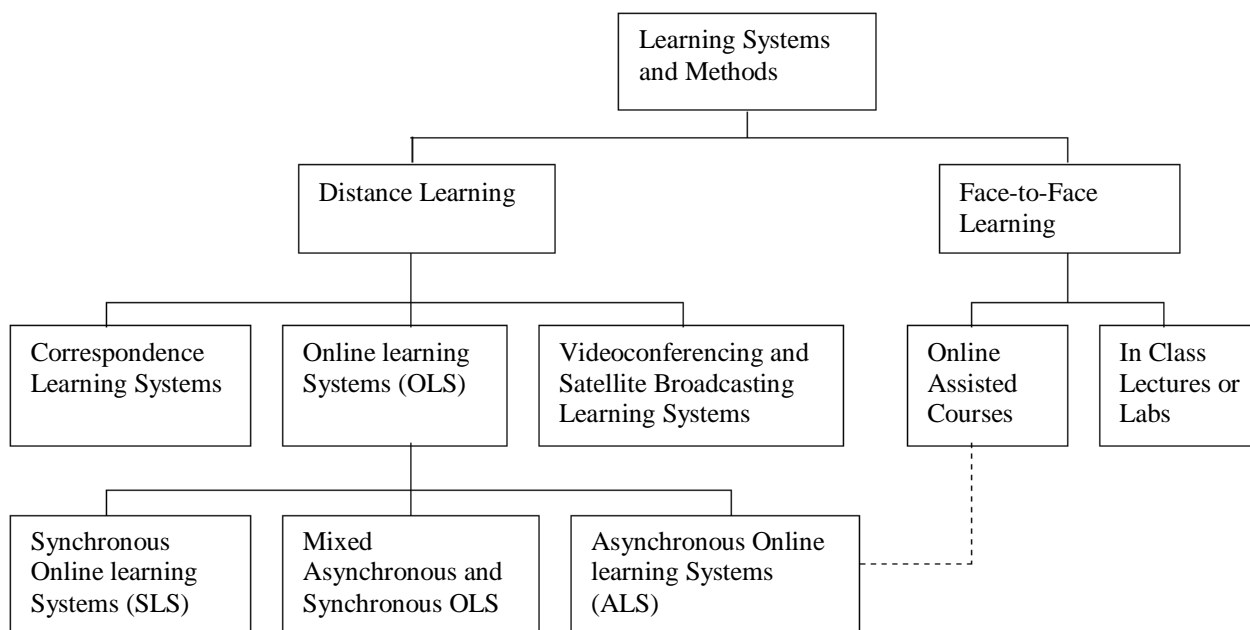 Learning Systems
and Methods
Distance Learning
Face-to-Face
Learning
Correspondence
Learning Systems
Online learning
Systems (OLS)
Videoconferencing and
Satellite Broadcasting
Learning Systems
Online
Assisted
Courses
In Class
Lectures or
Labs
Synchronous
Online learning
Systems (SLS)
Mixed
Asynchronous and
Synchronous OLS
Asynchronous Online
learning Systems
(ALS)